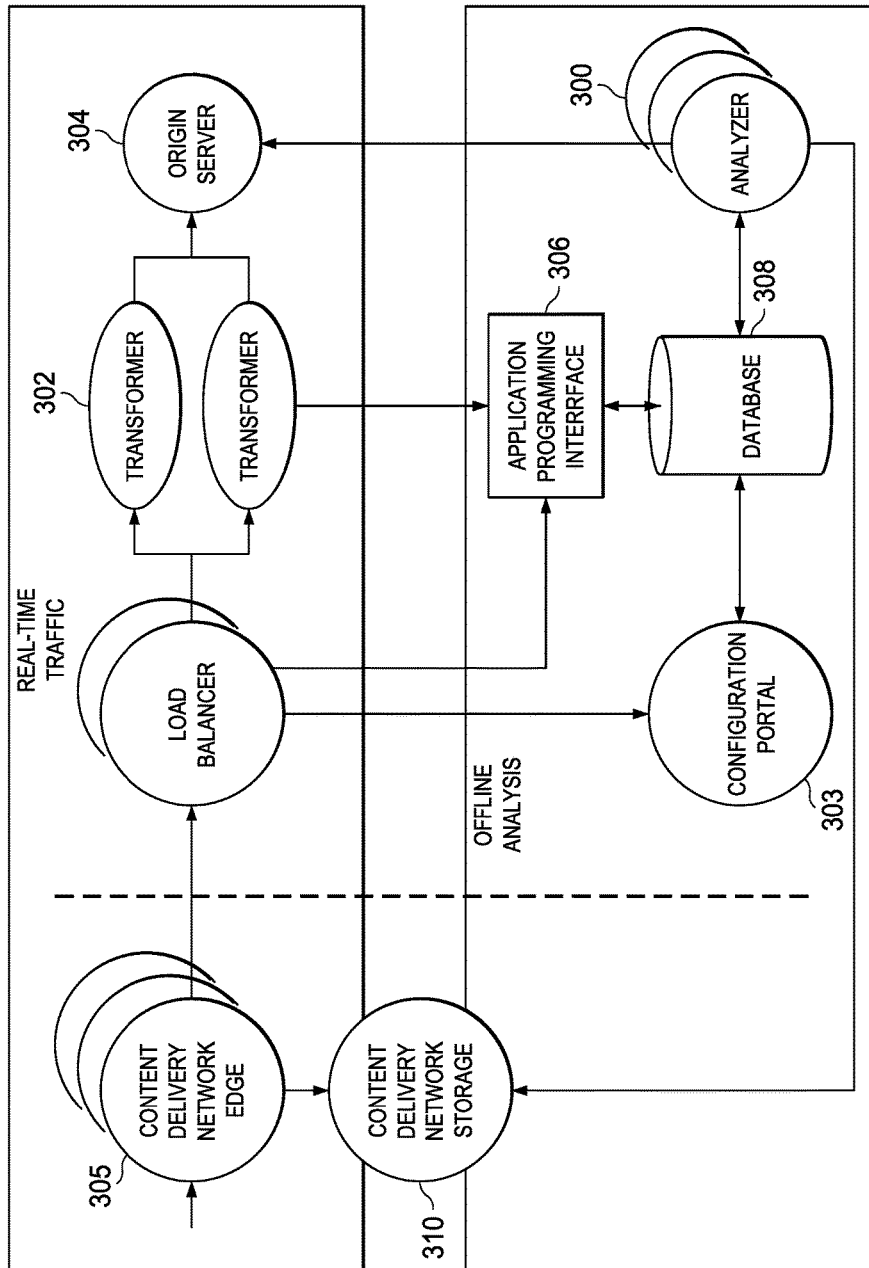 REAL-TIME
TRAFFIC
305
CONTENT
DELIVERY
NETWORK
EDGE
LOAD
BALANCER
302
TRANSFORMER
TRANSFORMER
304
ORIGIN
SERVER
310
CONTENT
DELIVERY
NETWORK
STORAGE
OFFLINE
ANALYSIS
303
CONFIGURATION
PORTAL
306
APPLICATION
PROGRAMMING
INTERRFACE
308
DATABASE
300
ANALYZER